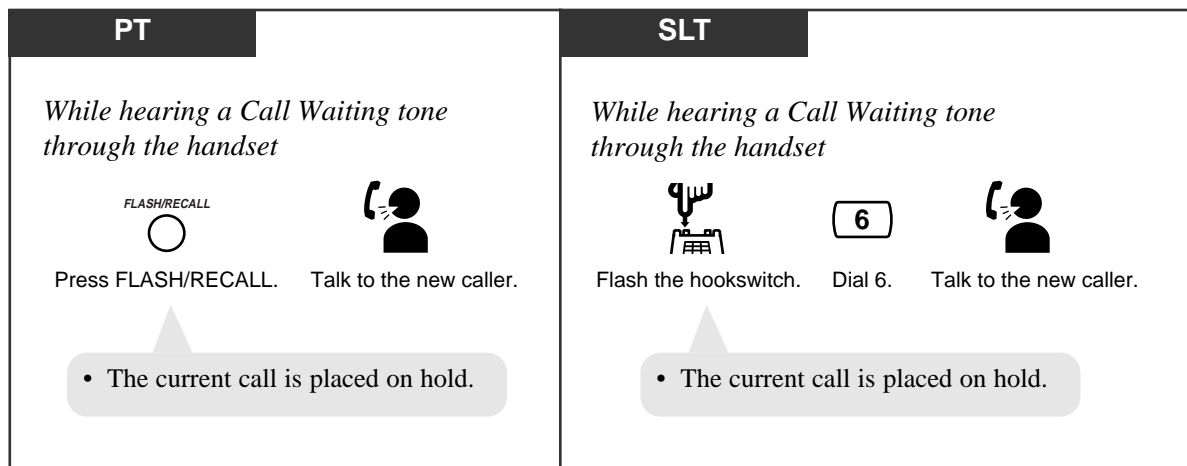 PT
While hearing a Call Waiting tone
through the handset
FLASH/RECALL
Press FLASH/RECALL. Talk to the new caller.
• The current call is placed on hold.
SLT
While hearing a Call Waiting tone
through the handset
6
Flash the hookswitch. Dial 6. Talk to the new caller.
• The current call is placed on hold.